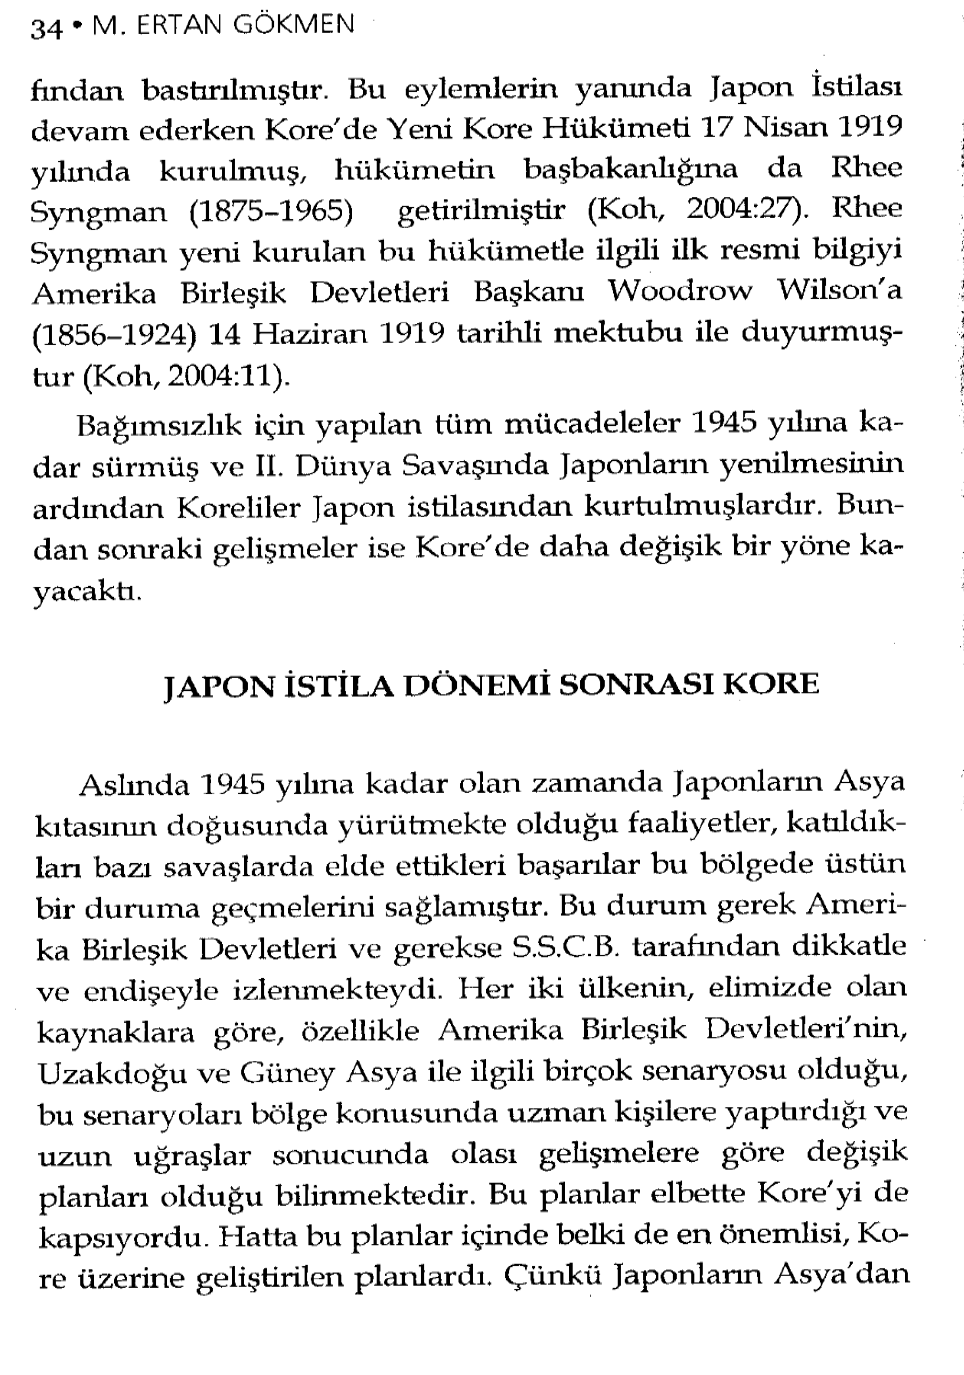 34 • M. ERTAN GÖKMEN
fından bastırılmıştır. Bu eylemlerin yanında Japon İstilası
devam ederken Kore'de Yeni Kore Hükümeti 17 Nisan 1919
yılında kurulmuş, hükümetin başbakanlığına da Rhee
Syngman (1875–1965) getirilmiştir (Koh, 2004:27). Rhee
Syngman yeni kurulan bu hükümetle ilgili ilk resmi bilgiyi
Amerika Birleşik Devletleri Başkanı Woodrow Wilson'a
(1856–1924) 14 Haziran 1919 tarihli mektubu ile duyurmuş-
tur (Koh, 2004:11).
Bağımsızlık için yapılan tüm mücadeleler 1945 yılına ka-
dar sürmüş ve II. Dünya Savaşında Japonların yenilmesinin
ardından Koreliler Japon istilasından kurtulmuşlardır. Bun-
dan sonraki gelişmeler ise Kore'de daha değişik bir yöne ka-
yacaktı.
JAPON İSTİLA DÖNEMİ SONRASI KORE
Aslında 1945 yılına kadar olan zamanda Japonların Asya
kıtasının doğusunda yürütmekte olduğu faaliyetler, katıldık-
ları bazı savaşlarda elde ettikleri başarılar bu bölgede üstün
bir duruma geçmelerini sağlamıştır. Bu durum gerek Ameri-
ka Birleşik Devletleri ve gerekse S.S.C.B. tarafından dikkatle
ve endişeyle izlenmekteydi. Her iki ülkenin, elimizde olan
kaynaklara göre, özellikle Amerika Birleşik Devletleri'nin,
Uzakdoğu ve Güney Asya ile ilgili birçok senaryosu olduğu,
bu senaryoları bölge konusunda uzman kişilere yaptırdığı ve
uzun uğraşlar sonucunda olası gelişmelere göre değişik
planları olduğu bilinmektedir. Bu planlar elbette Kore'yi de
kapsıyordu. Hatta bu planlar içinde belki de en önemlisi, Ko-
re üzerine geliştirilen planlardı. Çünkü Japonların Asya'dan